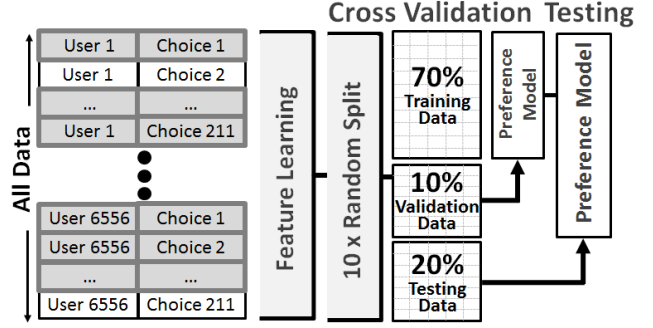 Cross Validation Testing
All Data
User 1 Choice 1
User 1 Choice 2
... ...
User 1 Choice 211
User 6556 Choice 1
User 6556 Choice 2
... ...
User 6556 Choice 211
Feature Learning
10 x Random Split
70%
Training
Data
10%
Validation
Data
20%
Testing
Data
Preference
Model
Preference Model